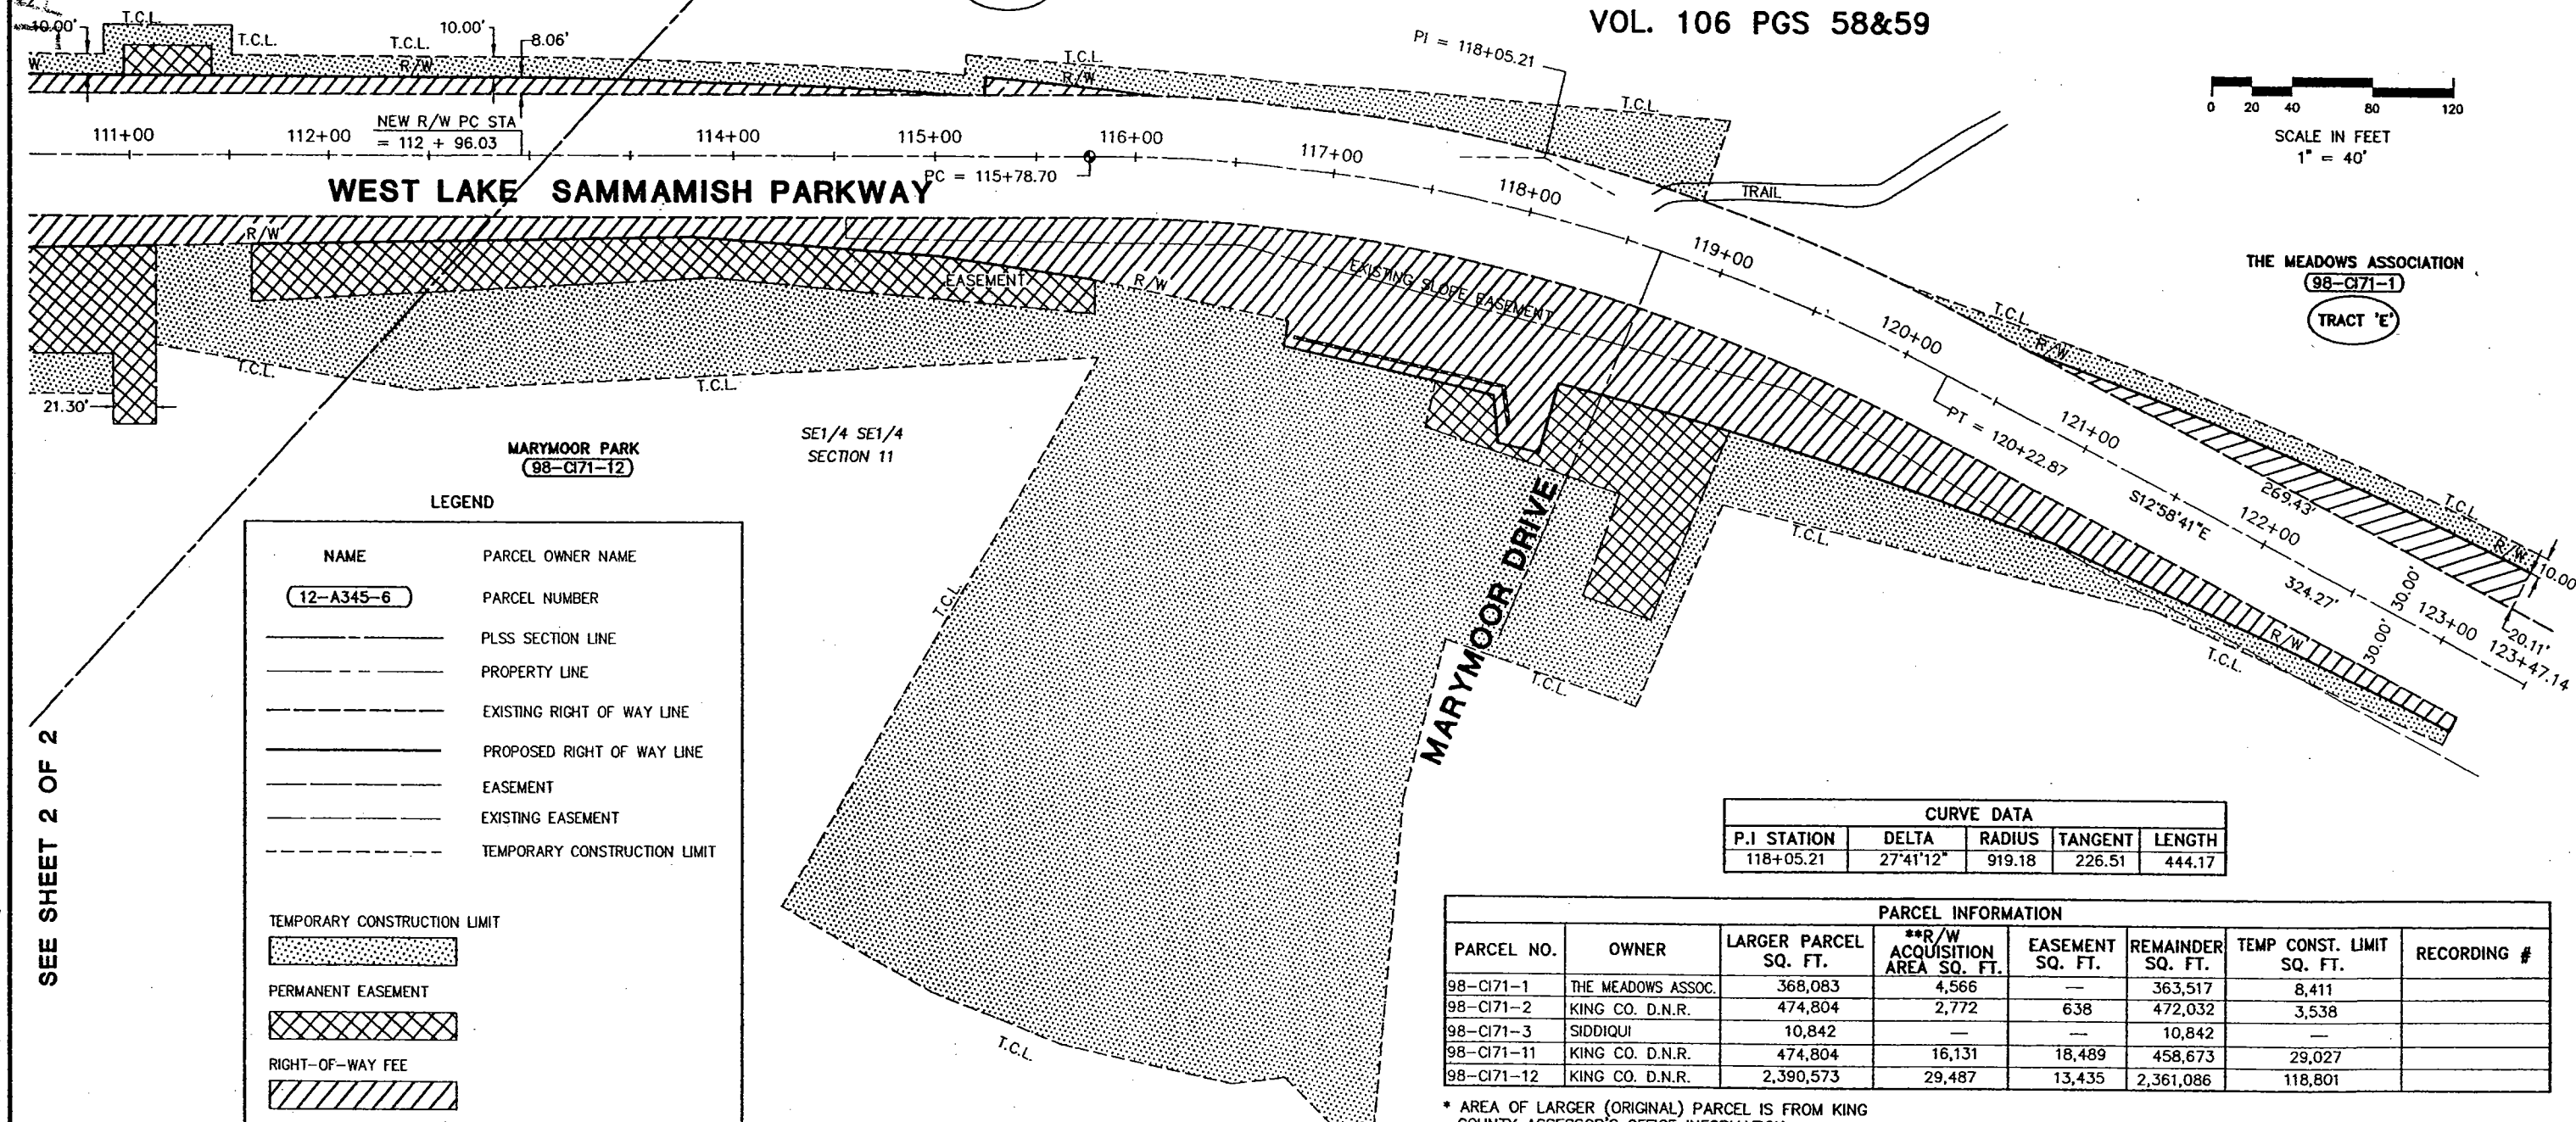 VOL. 106 PGS 58&59
10.00'
T.C.L.
T.C.L.
T.C.L.
10.00'
8.06'
R/W
W
T.C.L.
R/W
PI = 118+05.21
T.C.L.
0 20 40 80 120
SCALE IN FEET
1" = 40'
111+00
112+00
NEW R/W PC STA
= 112 + 96.03
114+00
115+00
116+00
117+00
118+00
119+00
120+00
121+00
122+00
123+00
123+47.14
PC = 115+78.70
WEST LAKE SAMMAMISH PARKWAY
TRAIL
THE MEADOWS ASSOCIATION
98-CI71-1
TRACT 'E'
R/W
EASEMENT
R/W
EXISTING SLOPE EASEMENT
T.C.L.
R/W
T.C.L.
T.C.L.
21.30'
PT = 120+22.87
S12°58'41"E
269.43'
324.27'
T.C.L.
R/W
10.00'
20.11'
30.00'
30.00'
R/W
T.C.L.
T.C.L.
T.C.L.
T.C.L.
T.C.L.
MARYMOOR DRIVE
MARYMOOR PARK
98-CI71-12
SE1/4 SE1/4
SECTION 11
SEE SHEET 2 OF 2
LEGEND
NAME PARCEL OWNER NAME
12-A345-6 PARCEL NUMBER
PLSS SECTION LINE
PROPERTY LINE
EXISTING RIGHT OF WAY LINE
PROPOSED RIGHT OF WAY LINE
EASEMENT
EXISTING EASEMENT
TEMPORARY CONSTRUCTION LIMIT
TEMPORARY CONSTRUCTION LIMIT
PERMANENT EASEMENT
RIGHT-OF-WAY FEE
CURVE DATA
P.I STATION DELTA RADIUS TANGENT LENGTH
118+05.21 27°41'12" 919.18 226.51 444.17
PARCEL INFORMATION
PARCEL NO. OWNER LARGER PARCEL SQ. FT. **R/W ACQUISITION AREA SQ. FT. EASEMENT SQ. FT. REMAINDER SQ. FT. TEMP CONST. LIMIT SQ. FT. RECORDING #
98-CI71-1 THE MEADOWS ASSOC. 368,083 4,566 — 363,517 8,411
98-CI71-2 KING CO. D.N.R. 474,804 2,772 638 472,032 3,538
98-CI71-3 SIDDIQUI 10,842 — — 10,842 —
98-CI71-11 KING CO. D.N.R. 474,804 16,131 18,489 458,673 29,027
98-CI71-12 KING CO. D.N.R. 2,390,573 29,487 13,435 2,361,086 118,801
* AREA OF LARGER (ORIGINAL) PARCEL IS FROM KING
COUNTY ASSESSOR'S OFFICE INFORMATION